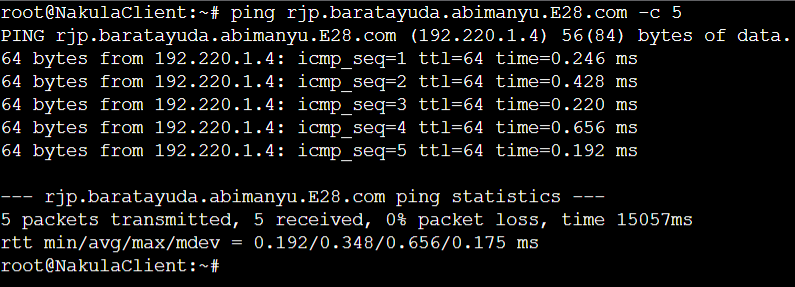 root@NakulaClient:~# ping rjp.baratayuda.abimanyu.E28.com -c 5
PING rjp.baratayuda.abimanyu.E28.com (192.220.1.4) 56(84) bytes of data.
64 bytes from 192.220.1.4: icmp_seq=1 ttl=64 time=0.246 ms
64 bytes from 192.220.1.4: icmp_seq=2 ttl=64 time=0.428 ms
64 bytes from 192.220.1.4: icmp_seq=3 ttl=64 time=0.220 ms
64 bytes from 192.220.1.4: icmp_seq=4 ttl=64 time=0.656 ms
64 bytes from 192.220.1.4: icmp_seq=5 ttl=64 time=0.192 ms
--- rjp.baratayuda.abimanyu.E28.com ping statistics ---
5 packets transmitted, 5 received, 0% packet loss, time 15057ms
rtt min/avg/max/mdev = 0.192/0.348/0.656/0.175 ms
root@NakulaClient:~#